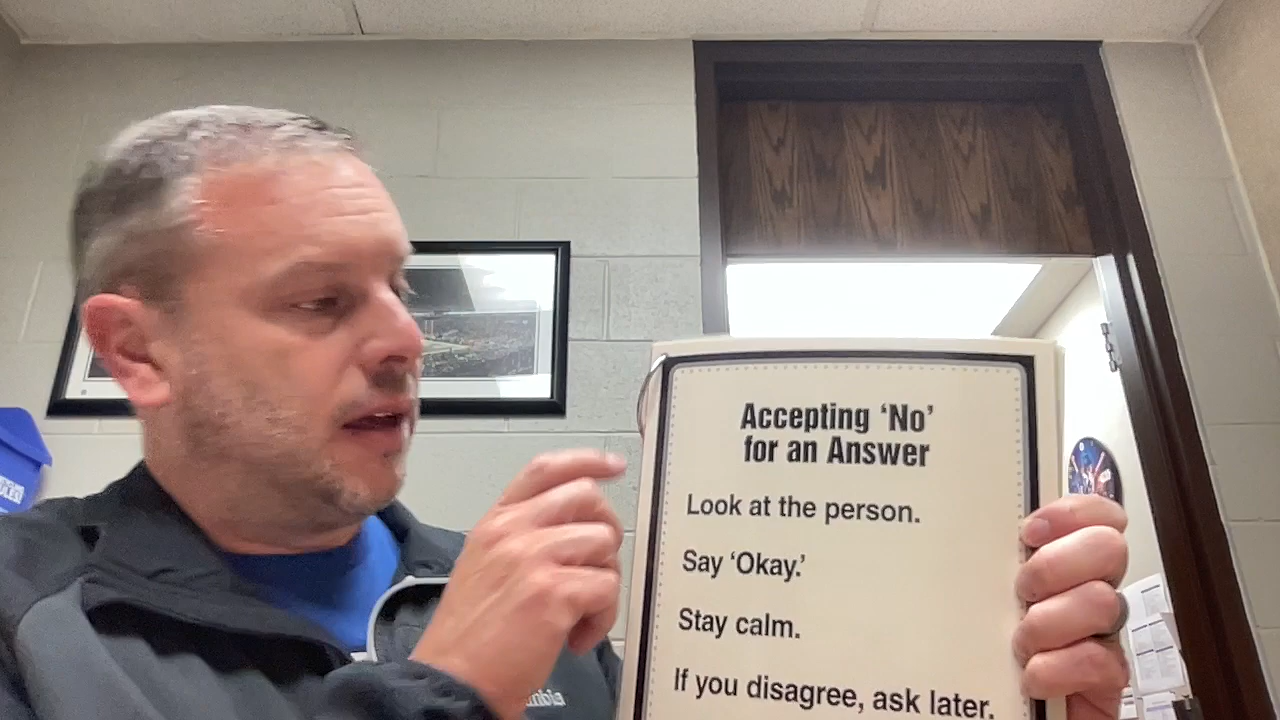 Accepting ‘No’
for an Answer
Look at the person.
Say ‘Okay.’
Stay calm.
If you disagree, ask later.